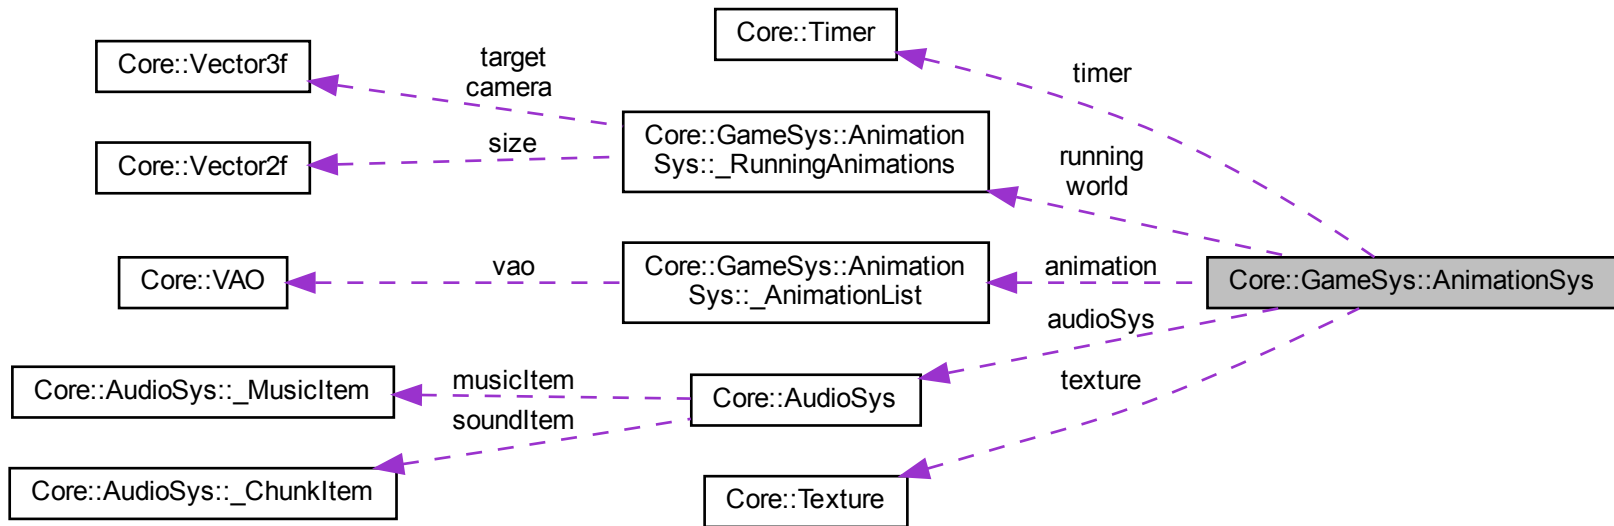 Core::Timer
Core::Vector3f
target
camera
timer
Core::Vector2f
size
Core::GameSys::Animation
Sys::_RunningAnimations
running
world
Core::VAO
vao
Core::GameSys::Animation
Sys::_AnimationList
animation
Core::GameSys::AnimationSys
audioSys
Core::AudioSys::_MusicItem
musicItem
soundItem
Core::AudioSys
texture
Core::AudioSys::_ChunkItem
Core::Texture